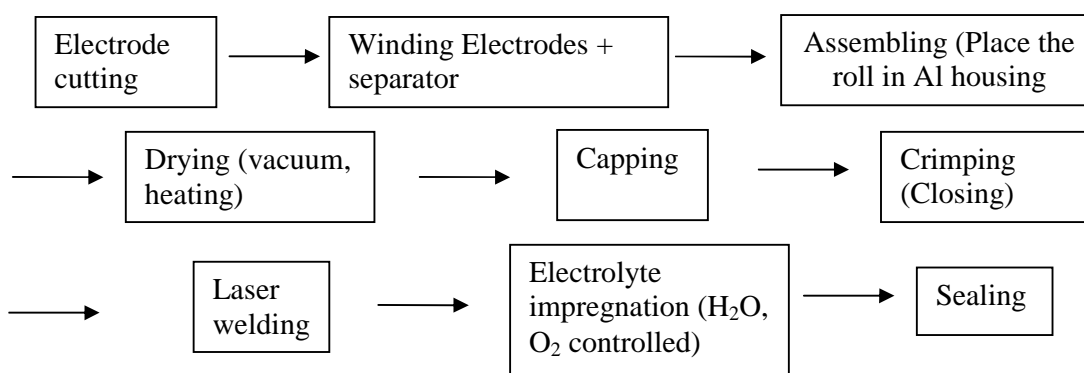 Electrode
cutting
Winding Electrodes +
separator
Assembling (Place the
roll in Al housing
Drying (vacuum,
heating)
Capping
Crimping
(Closing)
Laser
welding
Electrolyte
impregnation (H₂O,
O₂ controlled)
Sealing